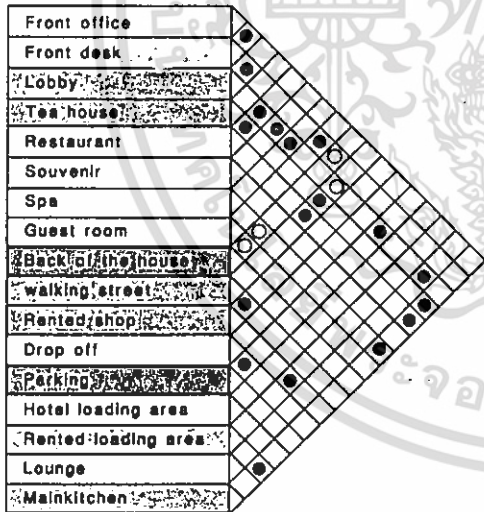 Front office
Front desk
Lobby
Tea house
Restaurant
Souvenir
Spa
Guest room
Back of the house
walking street
Rented shop
Drop off
Parking
Hotel loading area
Rented loading area
Lounge
Mainkitchen